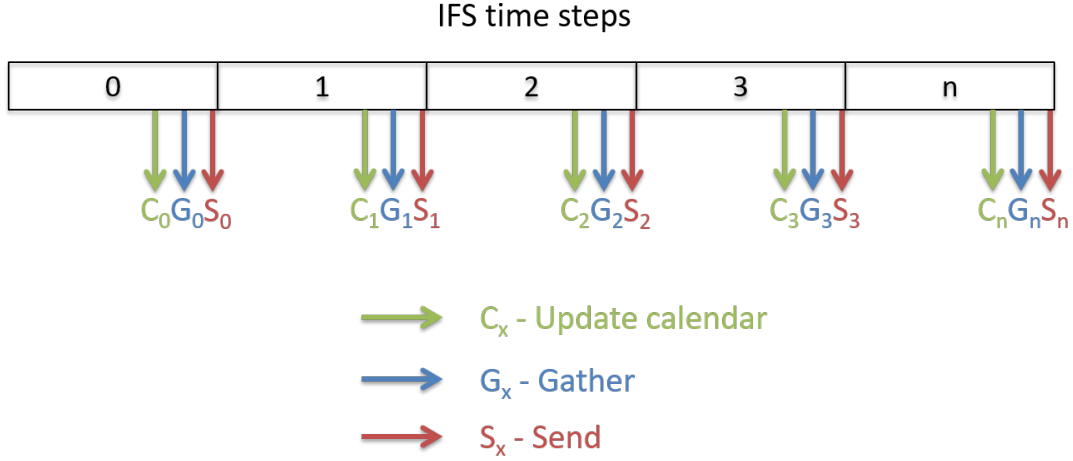 IFS time steps
0 1 2 3 n
C₀G₀S₀ C₁G₁S₁ C₂G₂S₂ C₃G₃S₃ CₙGₙSₙ
Cₓ - Update calendar
Gₓ - Gather
Sₓ - Send